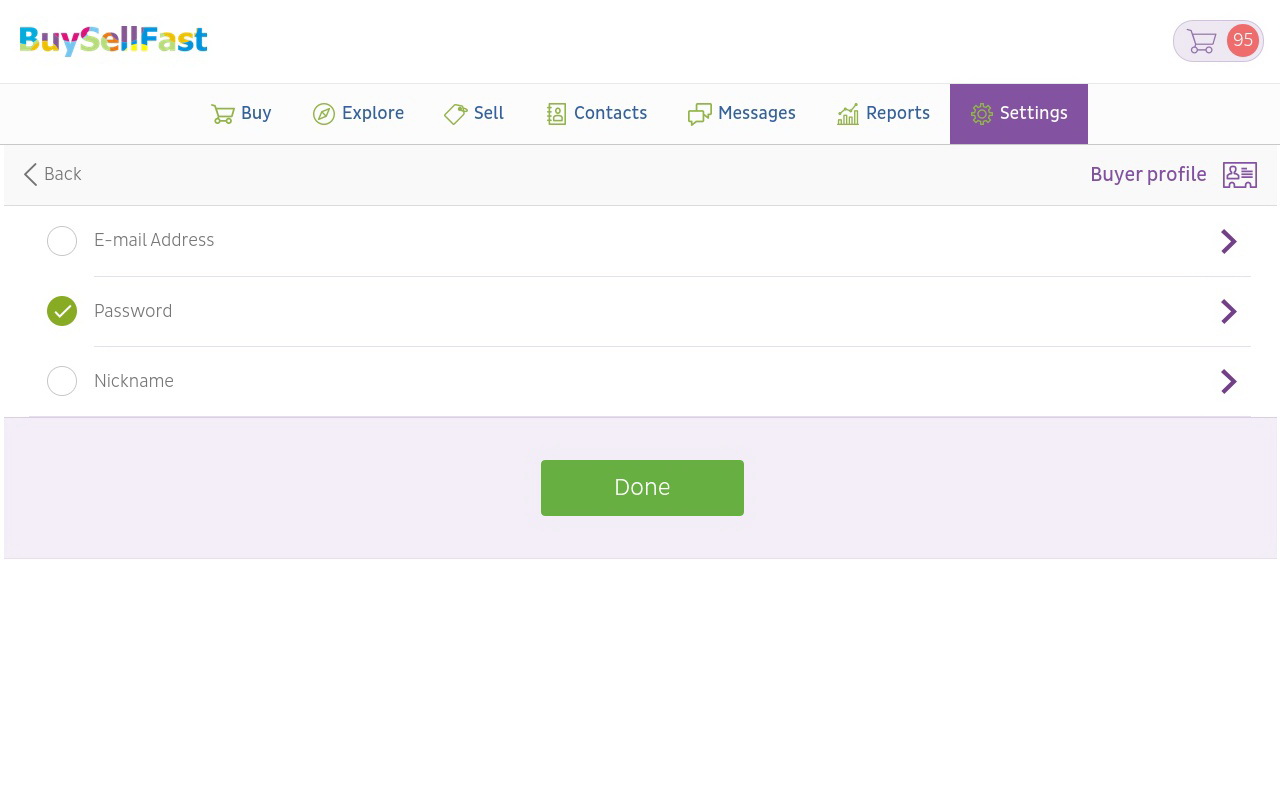 BuySellFast
95
Buy
Explore
Sell
Contacts
Messages
Reports
Settings
Back
Buyer profile
E-mail Address
Password
Nickname
Done